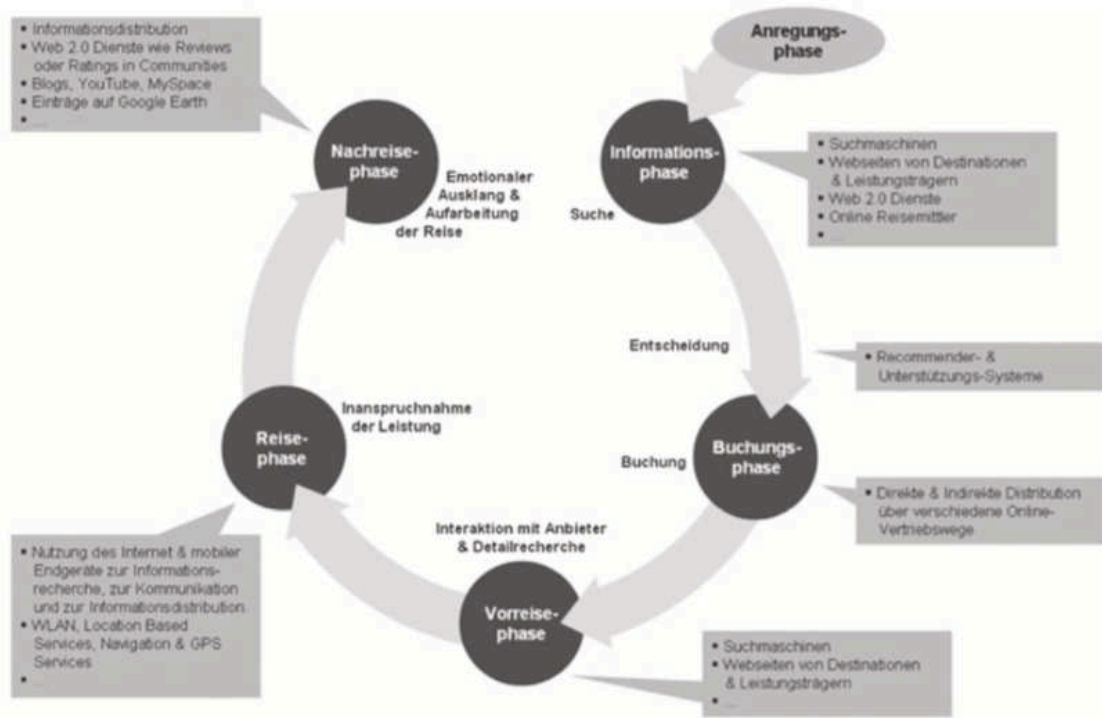 Anregungs-
phase
Informations-
phase
Suche
• Suchmaschinen
• Webseiten von Destinationen
& Leistungsträgern
• Web 2.0 Dienste
• Online Reisemittler
• ...
Entscheidung
• Recommender- &
Unterstützungs-Systeme
Buchungs-
phase
Buchung
• Direkte & Indirekte Distribution
über verschiedene Online-
Vertriebswege
Interaktion mit Anbieter
& Detailrecherche
Vorreise-
phase
• Suchmaschinen
• Webseiten von Destinationen
& Leistungsträgern
• ...
Reise-
phase
Inanspruchnahme
der Leistung
• Nutzung des Internet & mobiler
Endgeräte zur Informations-
recherche, zur Kommunikation
und zur Informationsdistribution
• WLAN, Location Based
Services, Navigation & GPS
Services
• ...
Nachreise-
phase
Emotionaler
Ausklang &
Aufarbeitung
der Reise
• Informationsdistribution
• Web 2.0 Dienste wie Reviews
oder Ratings in Communities
• Blogs, YouTube, MySpace
• Einträge auf Google Earth
• ...